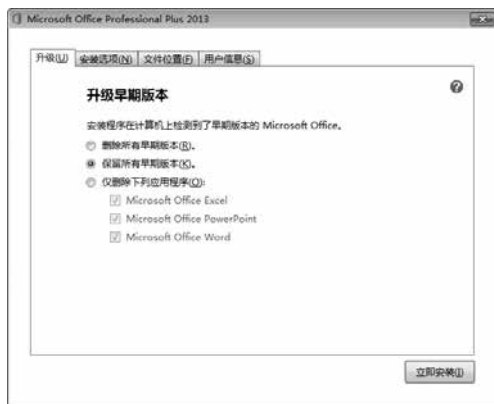 Microsoft Office Professional Plus 2013
升级(U) 安装选项(N) 文件位置(F) 用户信息(S)
升级早期版本
安装程序在计算机上检测到了早期版本的 Microsoft Office。
删除所有早期版本(R)。
保留所有早期版本(K)。
仅删除下列应用程序(O):
Microsoft Office Excel
Microsoft Office PowerPoint
Microsoft Office Word
立即安装(I)